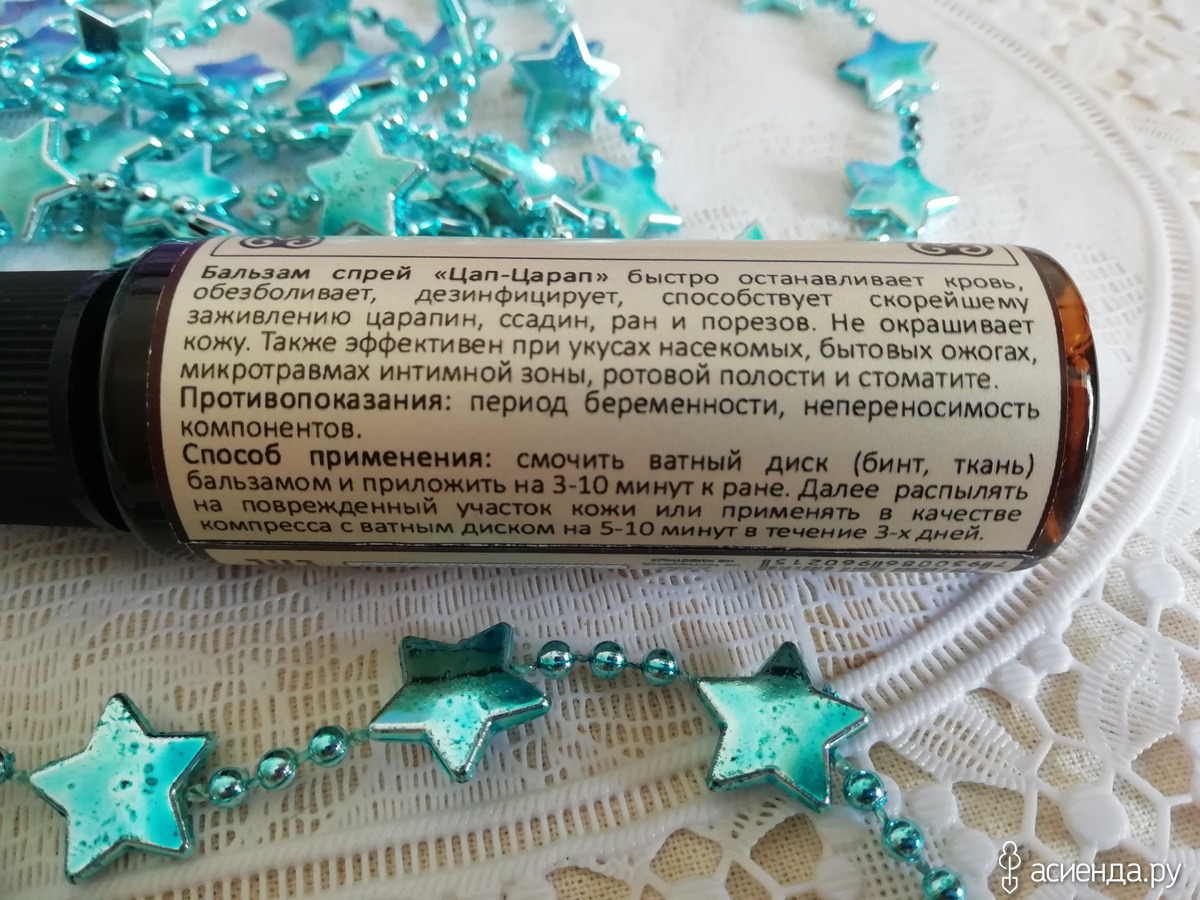 Бальзам спрей «Цап-Царап» быстро останавливает кровь,
обезболивает, дезинфицирует, способствует скорейшему
заживлению царапин, ссадин, ран и порезов. Не окрашивает
кожу. Также эффективен при укусах насекомых, бытовых ожогах,
микротравмах интимной зоны, ротовой полости и стоматите.
Противопоказания: период беременности, непереносимость
компонентов.
Способ применения: смочить ватный диск (бинт, ткань)
бальзамом и приложить на 3-10 минут к ране. Далее распылять
на поврежденный участок кожи или применять в качестве
компресса с ватным диском на 5-10 минут в течение 3-х дней.
асиенда.ру